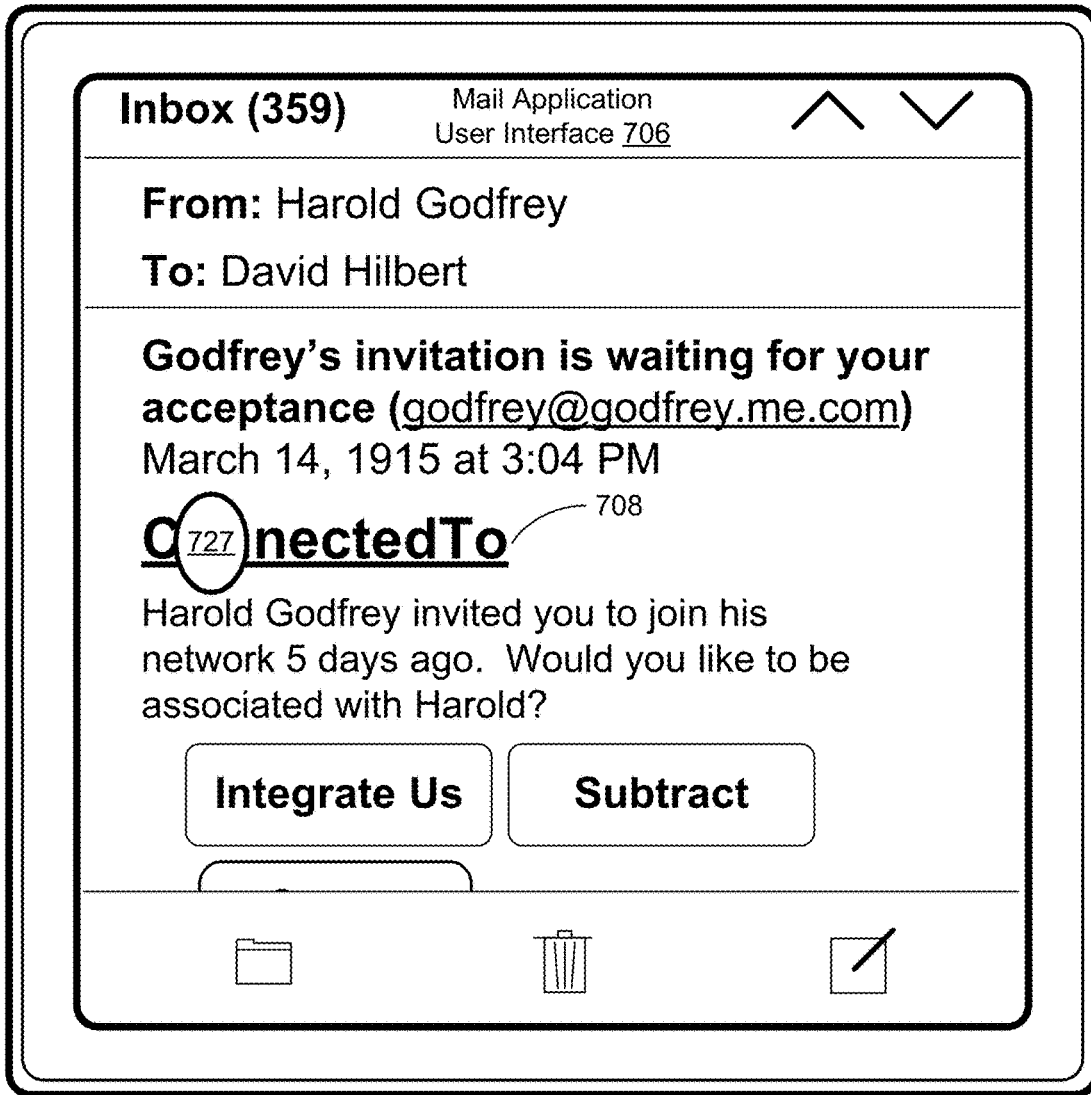 Inbox (359)
Mail Application
User Interface 706
From: Harold Godfrey
To: David Hilbert
Godfrey’s invitation is waiting for your
acceptance (godfrey@godfrey.me.com)
March 14, 1915 at 3:04 PM
C727nectedTo
708
Harold Godfrey invited you to join his
network 5 days ago.  Would you like to be
associated with Harold?
Integrate Us
Subtract